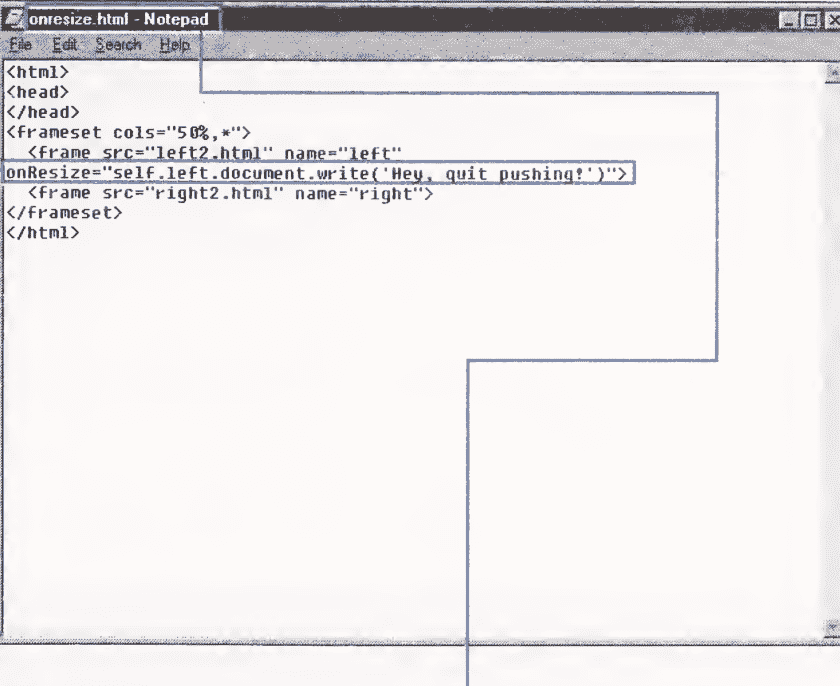 onresize.html - Notepad
File Edit Search Help
<html>
<head>
</head>
<frameset cols="50%,*">
  <frame src="left2.html" name="left"
onResize="self.left.document.write('Hey, quit pushing!')">
  <frame src="right2.html" name="right">
</frameset>
</html>